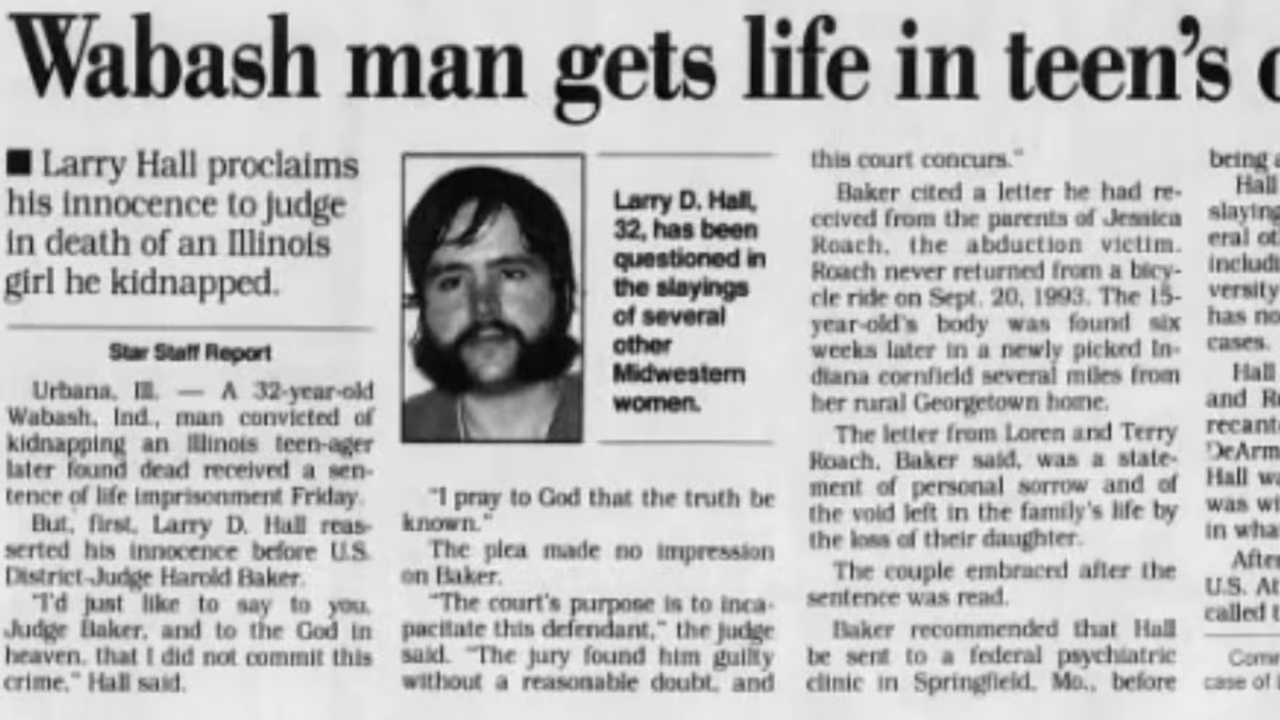 Wabash man gets life in teen's
■ Larry Hall proclaims
his innocence to judge
in death of an Illinois
girl he kidnapped.
Star Staff Report
Urbana, Ill. — A 32-year-old
Wabash, Ind., man convicted of
kidnapping an Illinois teen-ager
later found dead received a sen-
tence of life imprisonment Friday.
But, first, Larry D. Hall reas-
serted his innocence before U.S.
District Judge Harold Baker.
"I'd just like to say to you,
Judge Baker, and to the God in
heaven, that I did not commit this
crime," Hall said.
Larry D. Hall,
32, has been
questioned in
the slayings
of several
other
Midwestern
women.
"I pray to God that the truth be
known."
The plea made no impression
on Baker.
"The court's purpose is to inca-
pacitate this defendant," the judge
said. "The jury found him guilty
without a reasonable doubt, and
this court concurs."
Baker cited a letter he had re-
ceived from the parents of Jessica
Roach, the abduction victim.
Roach never returned from a bicy-
cle ride on Sept. 20, 1993. The 15-
year-old's body was found six
weeks later in a newly picked In-
diana cornfield several miles from
her rural Georgetown home.
The letter from Loren and Terry
Roach, Baker said, was a state-
ment of personal sorrow and of
the void left in the family's life by
the loss of their daughter.
The couple embraced after the
sentence was read.
Baker recommended that Hall
be sent to a federal psychiatric
clinic in Springfield, Mo., before
being
Hall
slaying
eral
includi
versity
has
cases.
Hall
and
recant
DeArm
Hall
was
in
After
U.S.
called
case of